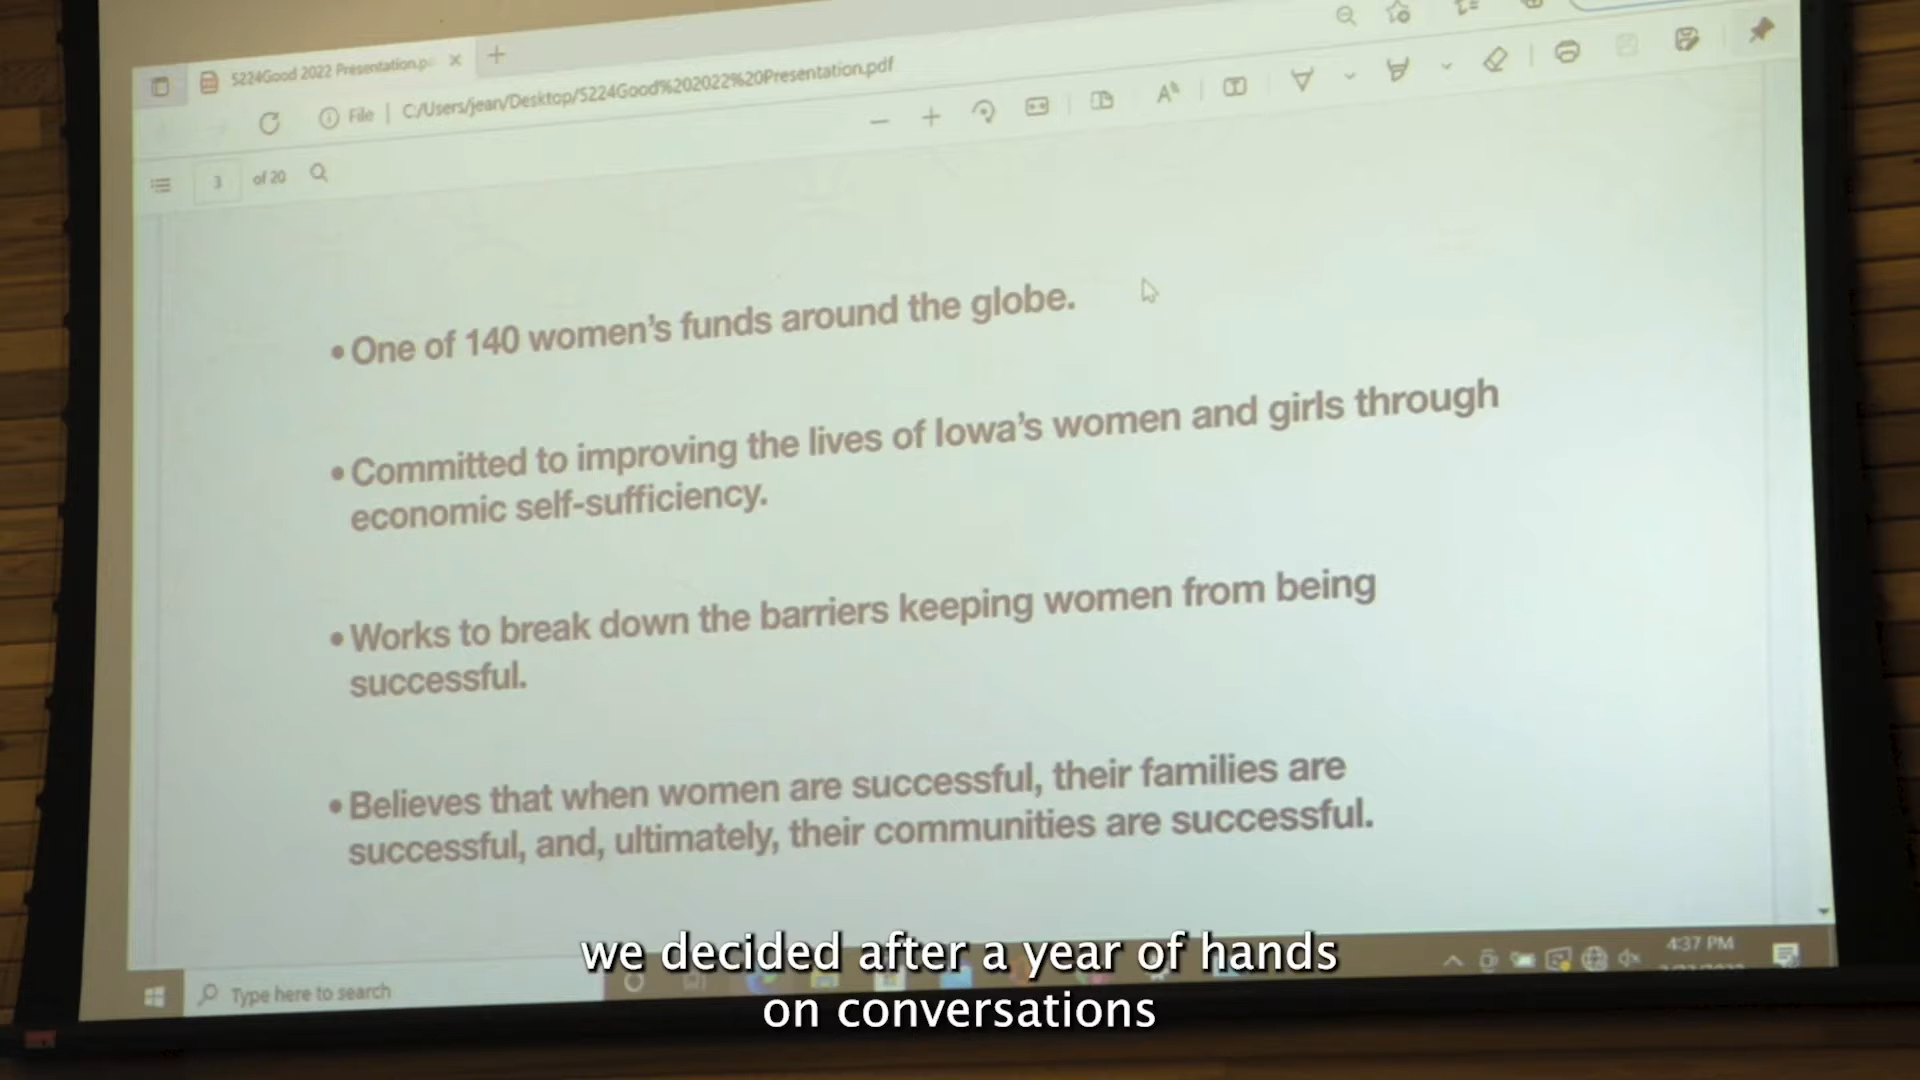 5224Good 2022 Presentation.p
File | C:/Users/jean/Desktop/5224Good%202022%20Presentation.pdf
3 of 20
• One of 140 women's funds around the globe.
• Committed to improving the lives of Iowa's women and girls through
economic self-sufficiency.
• Works to break down the barriers keeping women from being
successful.
• Believes that when women are successful, their families are
successful, and, ultimately, their communities are successful.
we decided after a year of hands
on conversations
4:37 PM
Type here to search